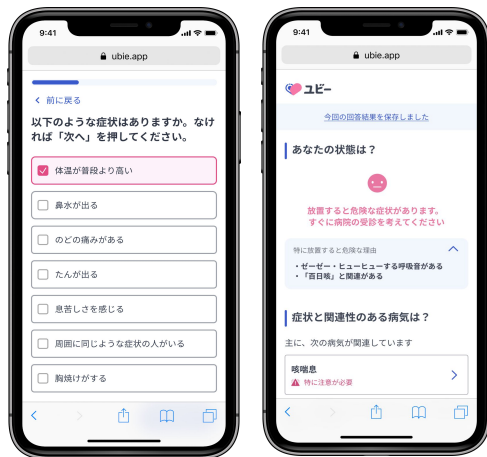 9:41
ubie.app
前に戻る
以下のような症状はありますか。なけ
れば「次へ」を押してください。
体温が普段より高い
鼻水が出る
のどの痛みがある
たんが出る
息苦しさを感じる
周囲に同じような症状の人がいる
胸焼けがする
9:41
ubie.app
ユビー
今回の回答結果を保存しました
あなたの状態は？
放置すると危険な症状があります。
すぐに病院の受診を考えてください
特に放置すると危険な理由
・ゼーゼー・ヒューヒューする呼吸音がある
・「百日咳」と関連がある
症状と関連性のある病気は？
主に、次の病気が関連しています
咳喘息
特に注意が必要